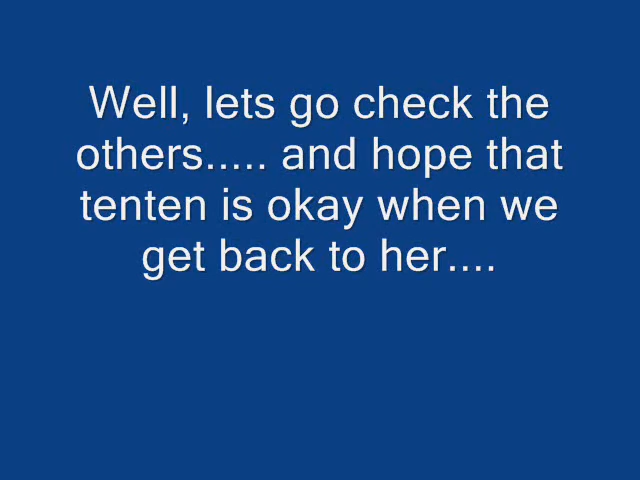 Well, lets go check the
others..... and hope that
tenten is okay when we
get back to her....